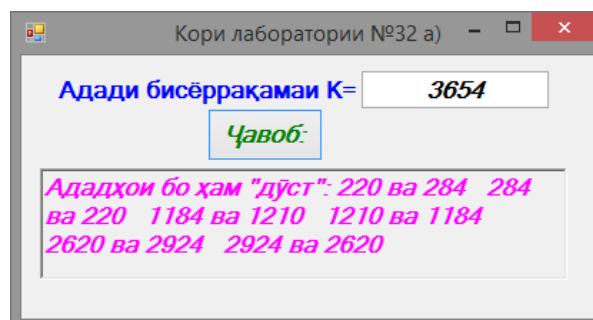 Кори лаборатории №32 а)
Адади бисёррақамаи K= 3654
Ҷавоб:
Ададҳои бо ҳам "дӯст": 220 ва 284 284
ва 220 1184 ва 1210 1210 ва 1184
2620 ва 2924 2924 ва 2620